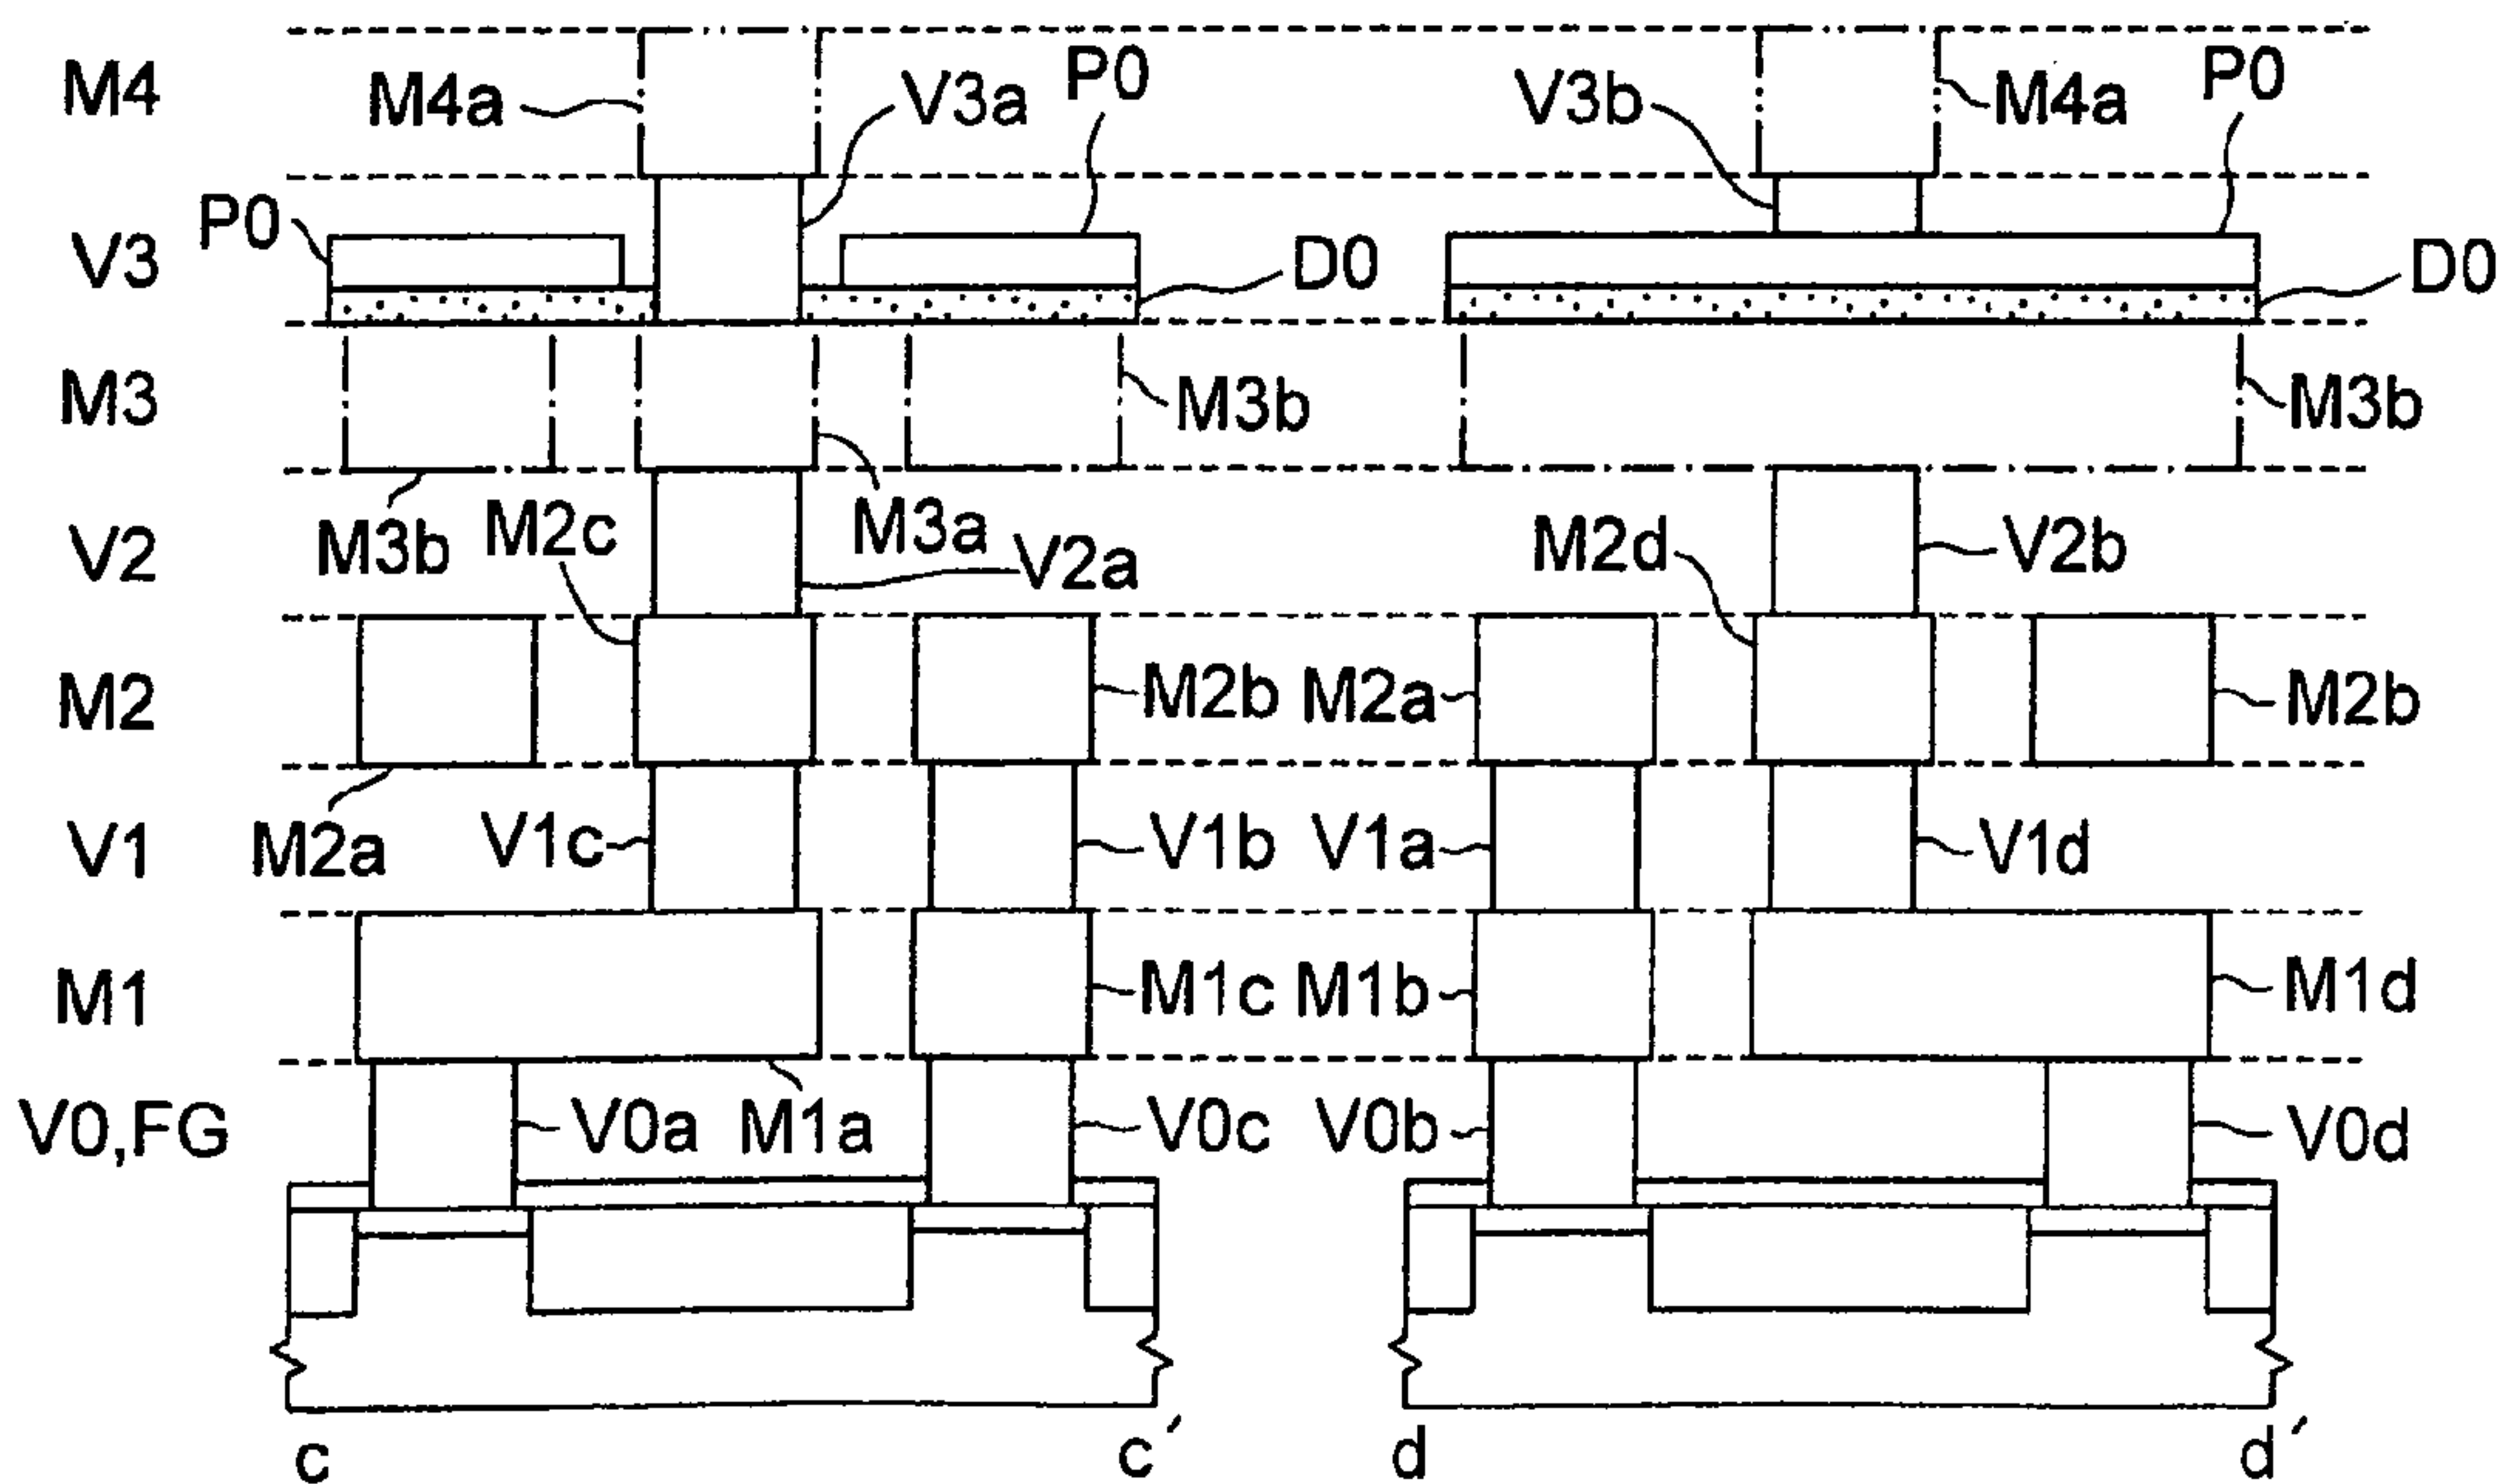 M4 M4a V3a P0 V3b M4a P0
P0 V3 D0 D0
M3 M3b M3b
M3b M2c M3a
V2 V2a M2d V2b
M2 M2b M2a M2b
V1 M2a V1c V1b V1a V1d
M1 M1c M1b M1d
V0,FG V0a M1a V0c V0b V0d
c c′ d d′